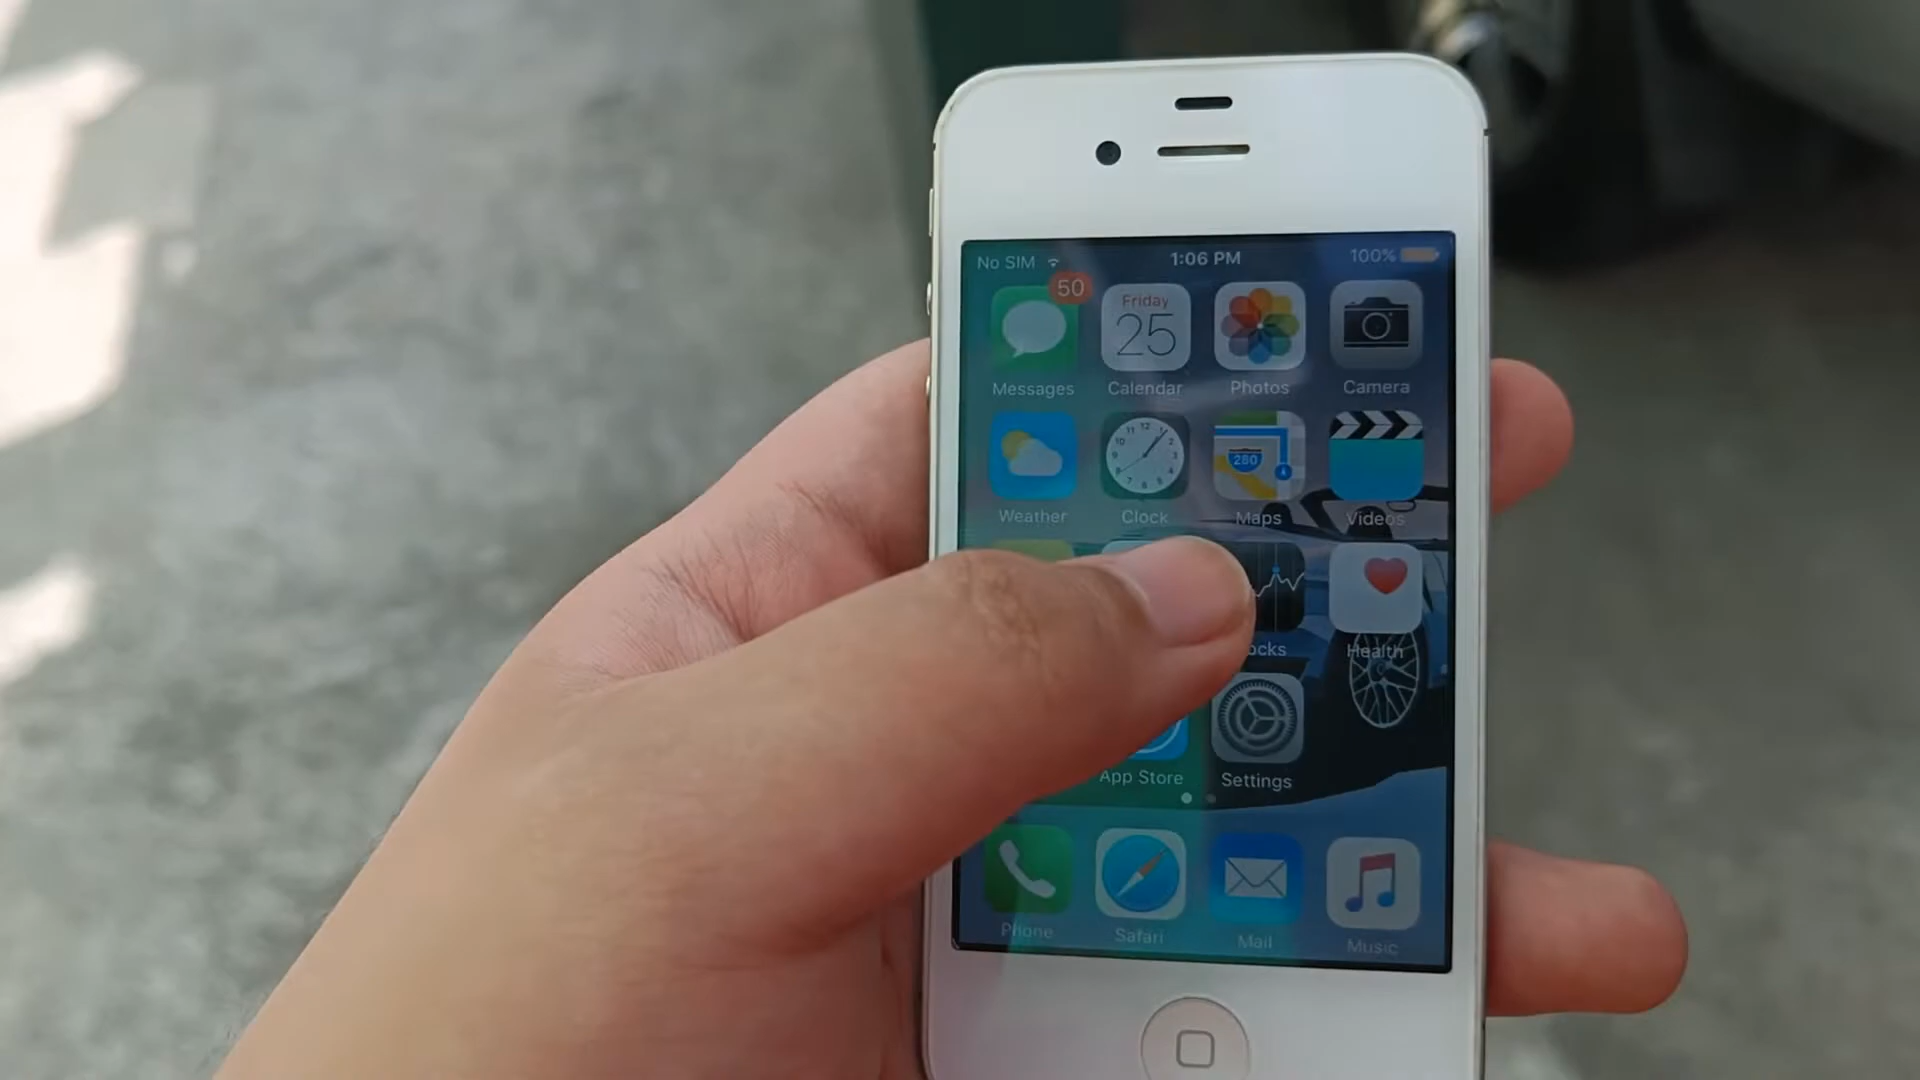 No SIM 1:06 PM 100%
50
Friday
25
Messages Calendar Photos Camera
280
Weather Clock Maps Videos
ocks Health
App Store Settings
Phone Safari Mail Music